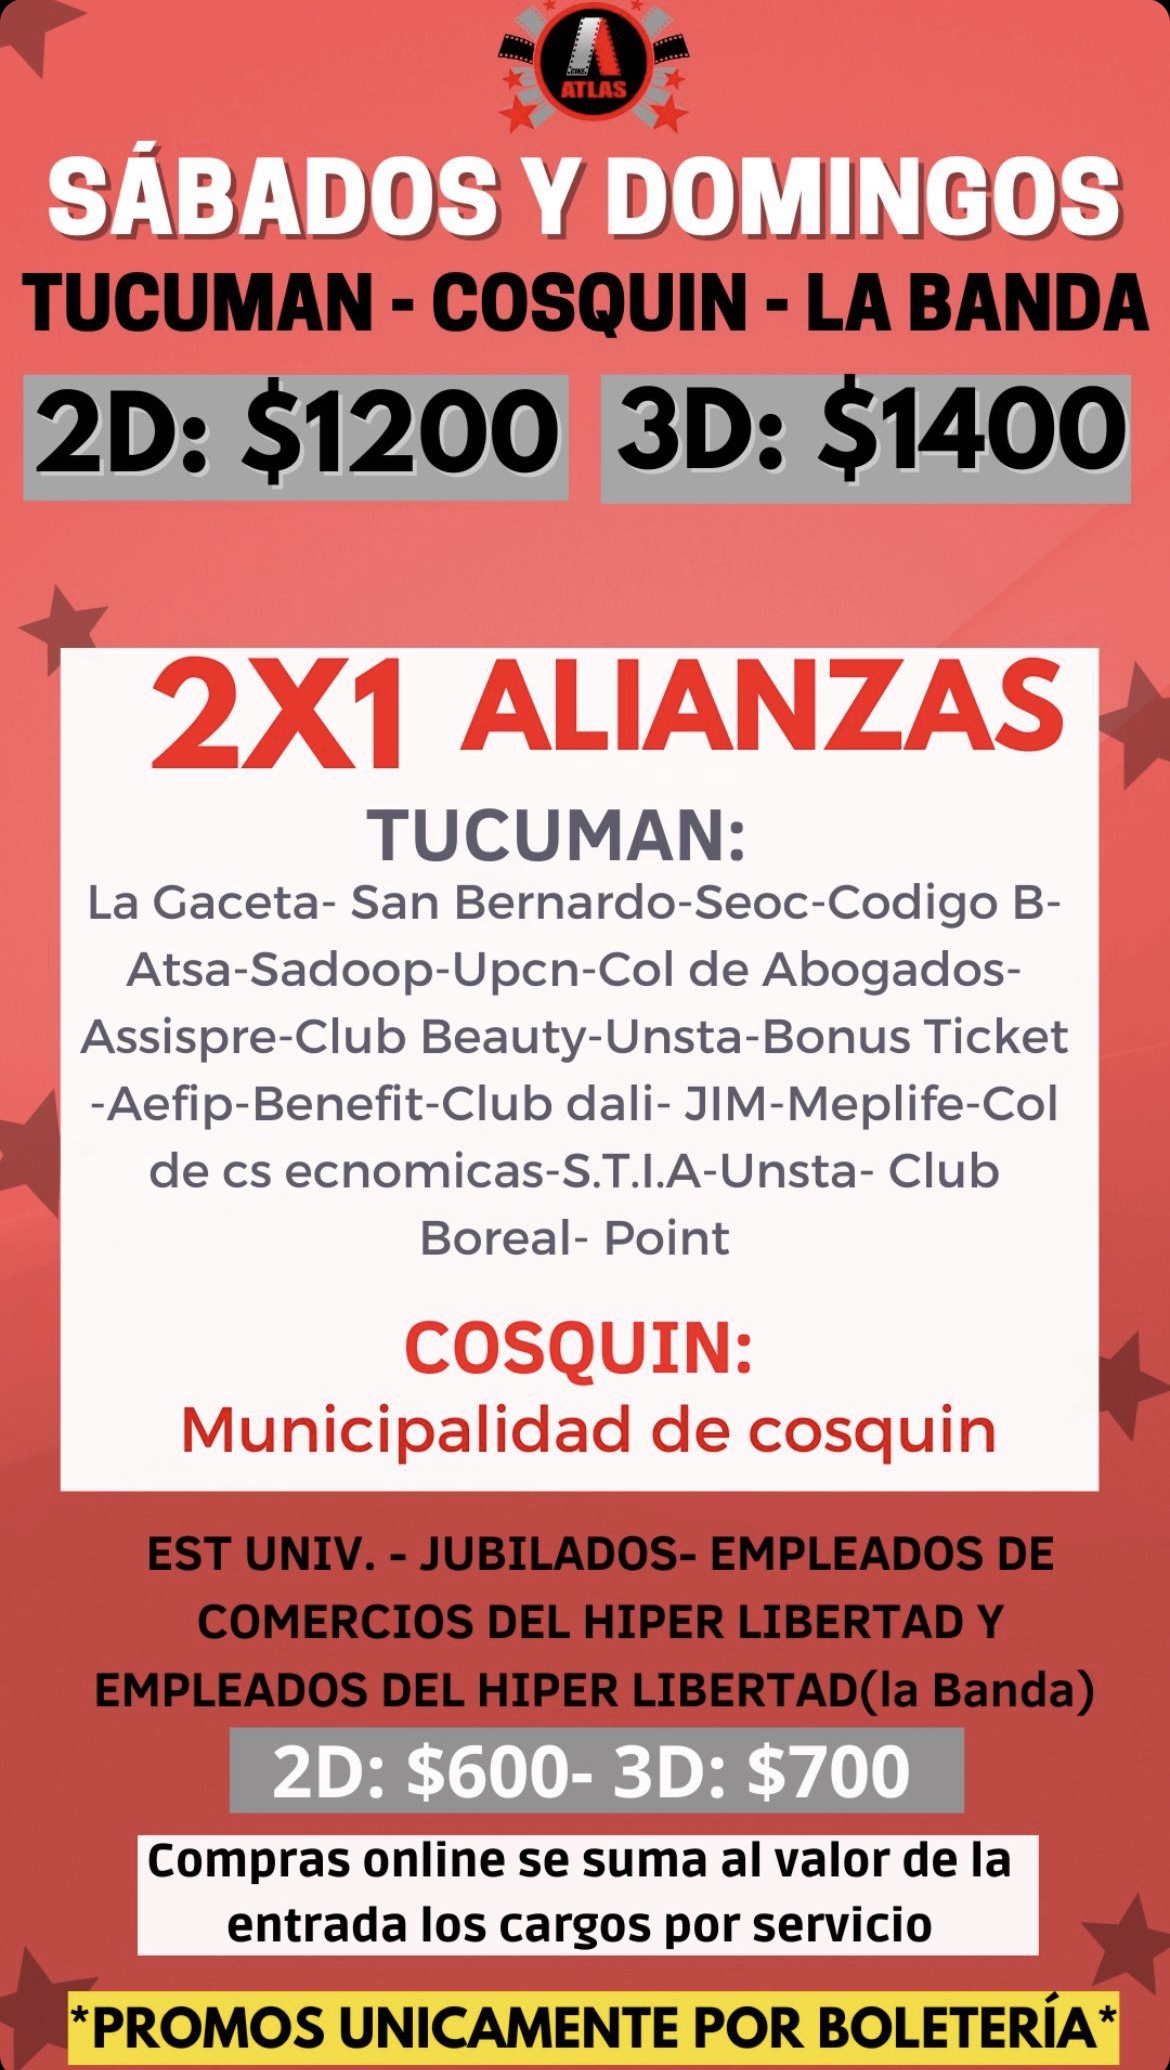 CINE
ATLAS
SÁBADOS Y DOMINGOS
TUCUMAN - COSQUIN - LA BANDA
2D: $1200 3D: $1400
2X1 ALIANZAS
TUCUMAN:
La Gaceta- San Bernardo-Seoc-Codigo B-
Atsa-Sadoop-Upcn-Col de Abogados-
Assispre-Club Beauty-Unsta-Bonus Ticket
-Aefip-Benefit-Club dali- JIM-Meplife-Col
de cs ecnomicas-S.T.I.A-Unsta- Club
Boreal- Point
COSQUIN:
Municipalidad de cosquin
EST UNIV. - JUBILADOS- EMPLEADOS DE
COMERCIOS DEL HIPER LIBERTAD Y
EMPLEADOS DEL HIPER LIBERTAD(la Banda)
2D: $600- 3D: $700
Compras online se suma al valor de la
entrada los cargos por servicio
*PROMOS UNICAMENTE POR BOLETERÍA*